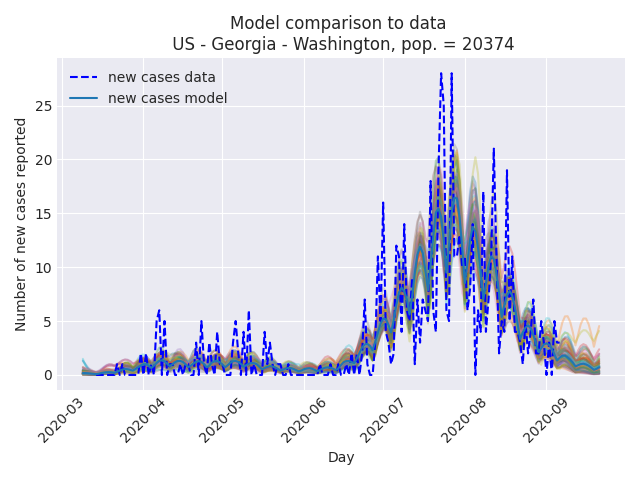 Model comparison to data
US - Georgia - Washington, pop. = 20374
new cases data
new cases model
Number of new cases reported
25
20
15
10
5
0
2020-03
2020-04
2020-05
2020-06
2020-07
2020-08
2020-09
Day